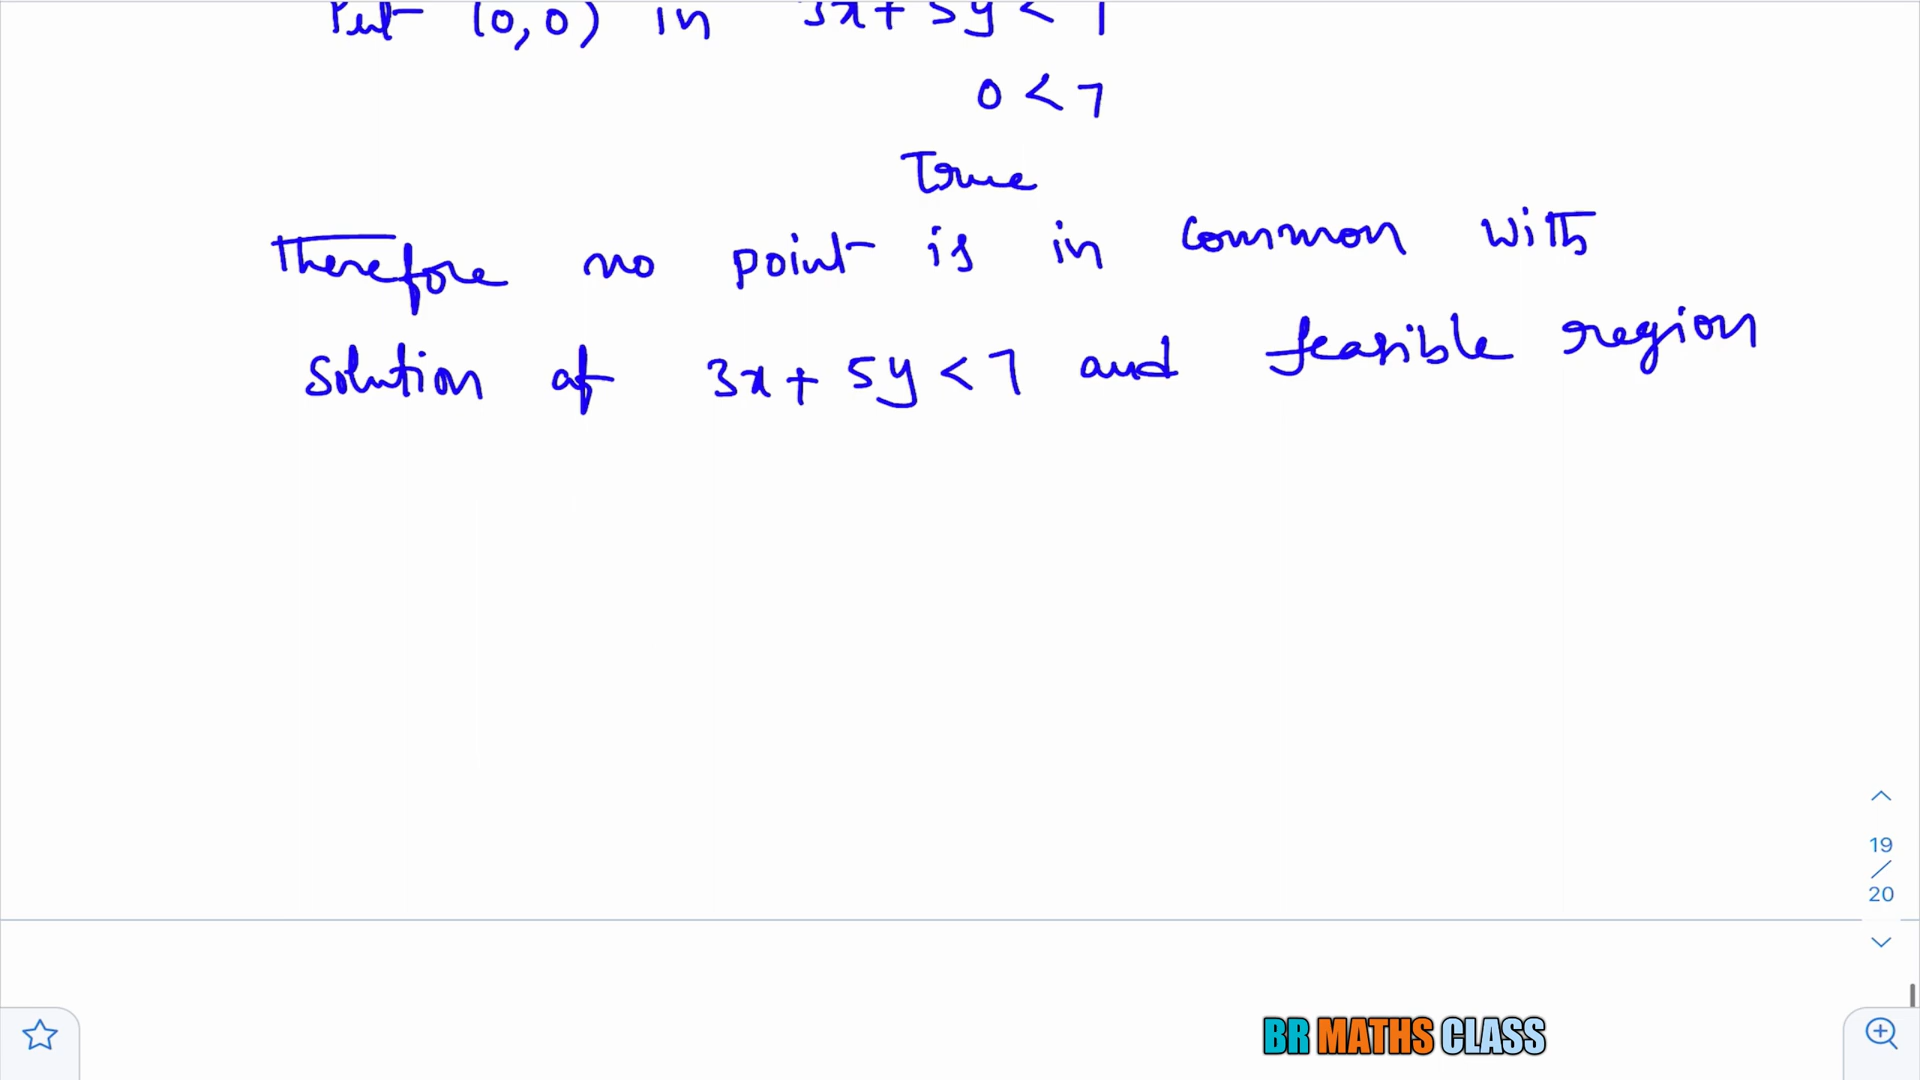 Put (0,0) in 3x + 5y < 7
0 < 7
True
Therefore no point is in common with
solution of 3x + 5y < 7 and feasible region
19
/
20
BR MATHS CLASS